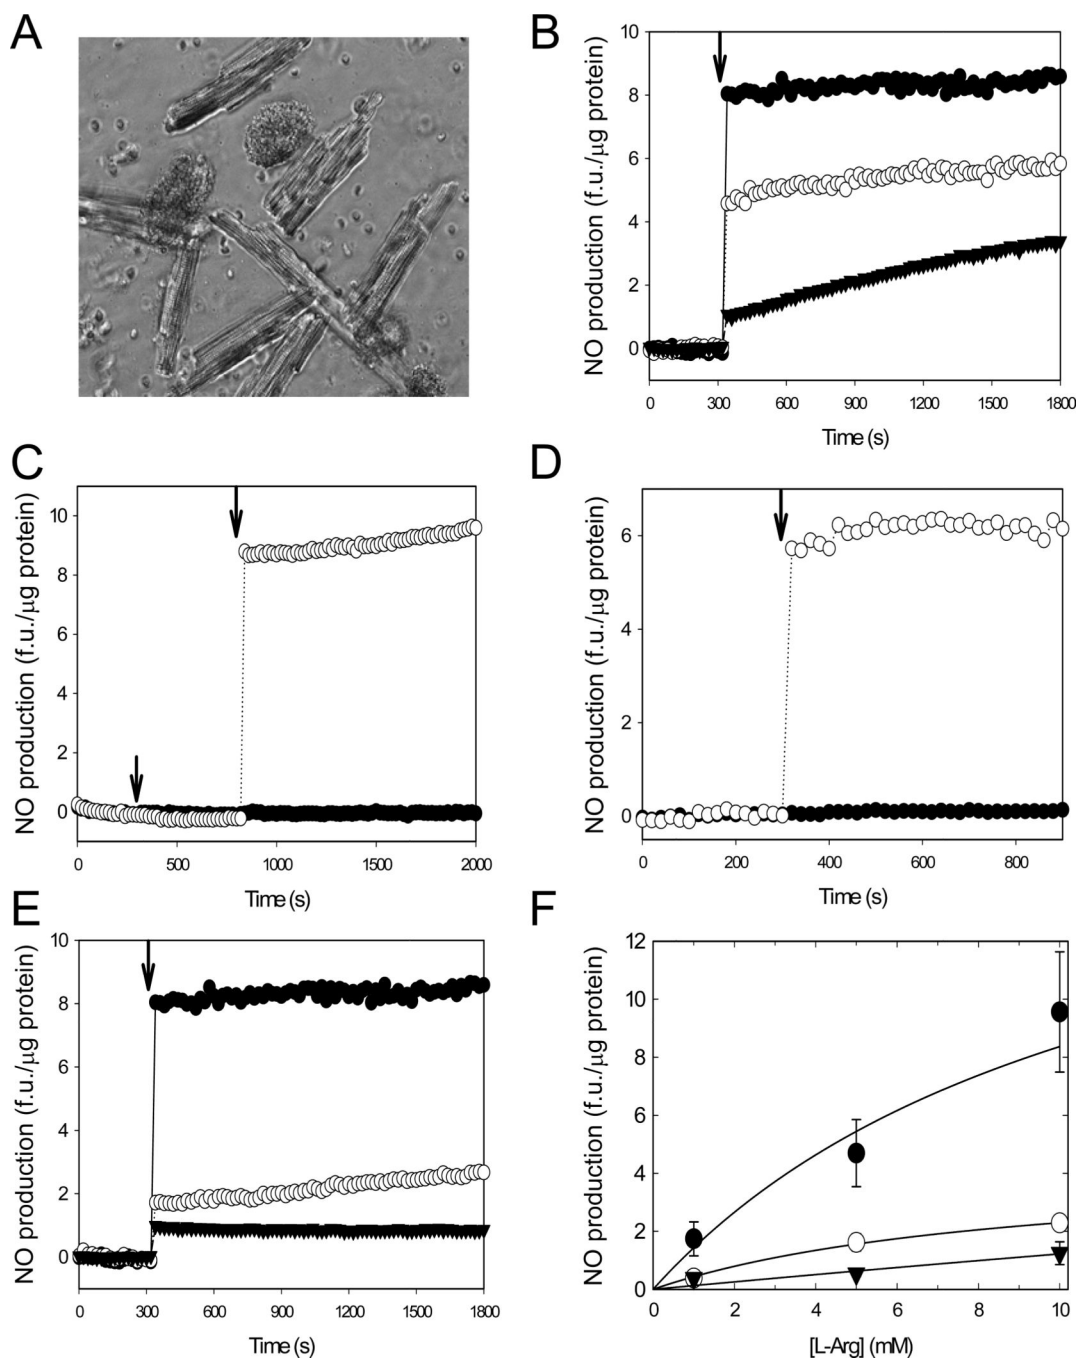 A
B
NO production (f.u./μg protein)
10
8
6
4
2
0
0 300 600 900 1200 1500 1800
Time (s)
C
NO production (f.u./μg protein)
10
8
6
4
2
0
0 500 1000 1500 2000
Time (s)
D
NO production (f.u./μg protein)
6
4
2
0
0 200 400 600 800
Time (s)
E
NO production (f.u./μg protein)
10
8
6
4
2
0
0 300 600 900 1200 1500 1800
Time (s)
F
NO production (f.u./μg protein)
12
10
8
6
4
2
0
0 2 4 6 8 10
[L-Arg] (mM)